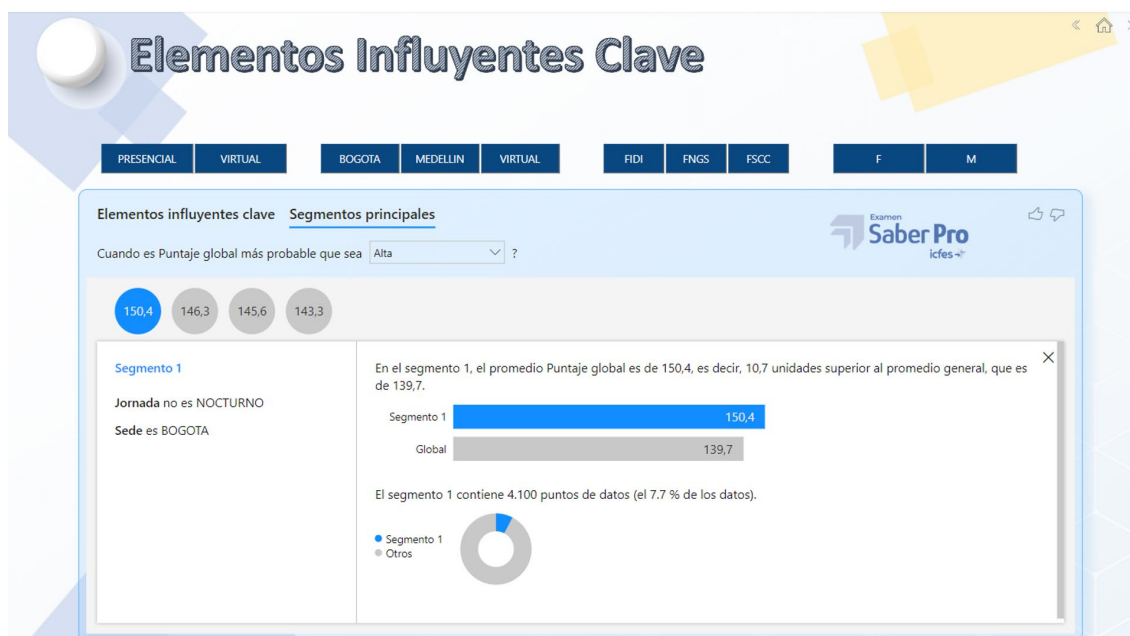 Elementos Influyentes Clave
PRESENCIAL VIRTUAL BOGOTA MEDELLIN VIRTUAL FIDI FNGS FSCC F M
Elementos influyentes clave Segmentos principales
Cuando es Puntaje global más probable que sea Alta ?
Examen
Saber Pro
icfes
150,4 146,3 145,6 143,3
Segmento 1
Jornada no es NOCTURNO
Sede es BOGOTA
En el segmento 1, el promedio Puntaje global es de 150,4, es decir, 10,7 unidades superior al promedio general, que es
de 139,7.
Segmento 1 150,4
Global 139,7
El segmento 1 contiene 4.100 puntos de datos (el 7.7 % de los datos).
Segmento 1
Otros